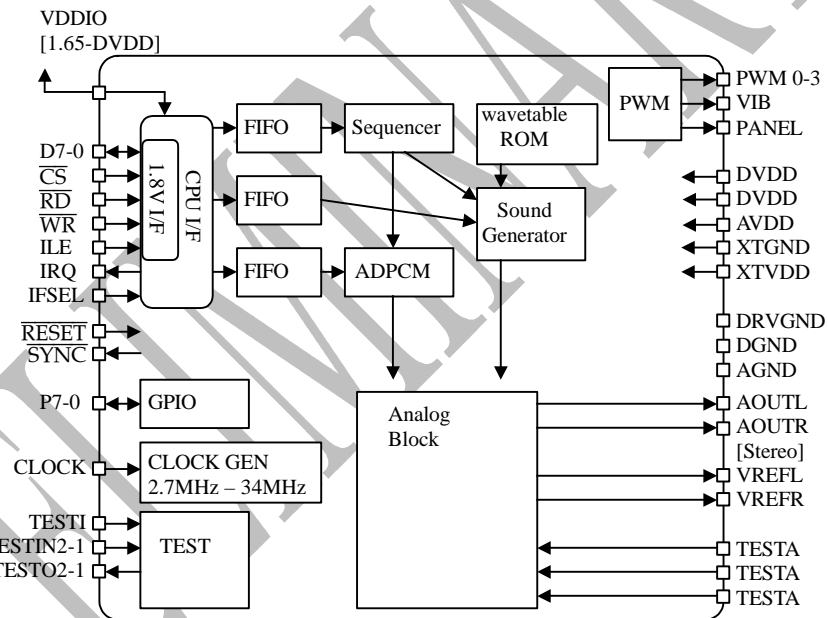 VDDIO
[1.65-DVDD]
D7-0
CS
RD
WR
ILE
IRQ
IFSEL
RESET
SYNC
P7-0
CLOCK
TESTI
ESTIN2-1
TESTO2-1
CPU I/F
1.8V I/F
FIFO
FIFO
FIFO
Sequencer
ADPCM
wavetable
ROM
Sound
Generator
PWM
GPIO
CLOCK GEN
2.7MHz – 34MHz
TEST
Analog
Block
PWM 0-3
VIB
PANEL
DVDD
DVDD
AVDD
XTGND
XTVDD
DRVGND
DGND
AGND
AOUTL
AOUTR
[Stereo]
VREFL
VREFR
TESTA
TESTA
TESTA